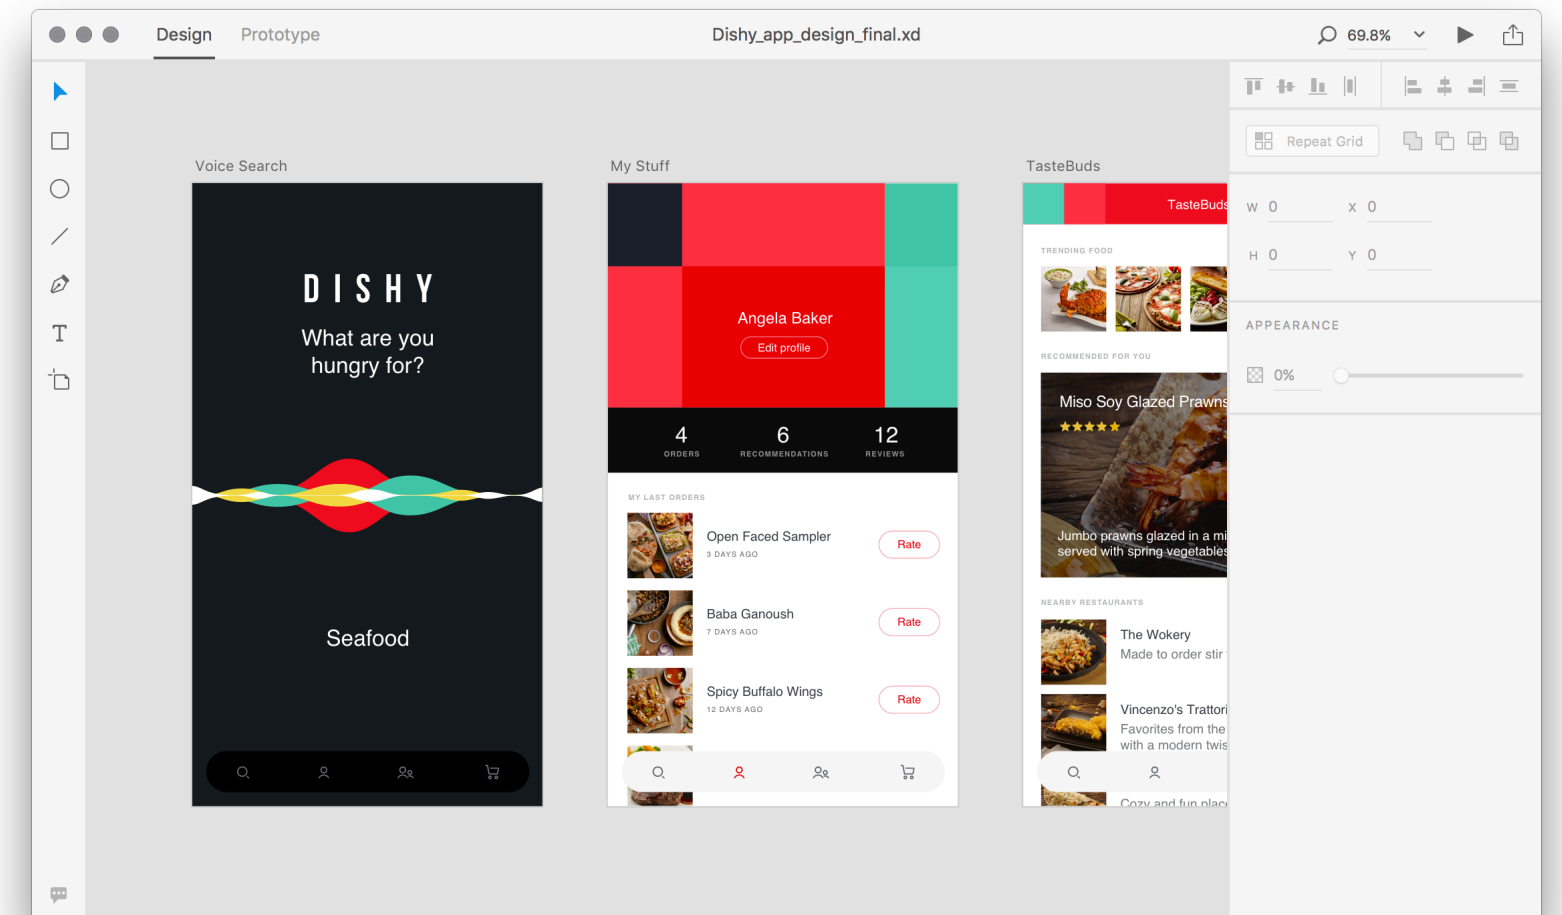 Design
Prototype
Dishy_app_design_final.xd
69.8%
T
Repeat Grid
W 0
X 0
H 0
Y 0
APPEARANCE
0%
Voice Search
DISHY
What are you
hungry for?
Seafood
My Stuff
Angela Baker
Edit profile
4
6
12
ORDERS
RECOMMENDATIONS
REVIEWS
MY LAST ORDERS
Open Faced Sampler
3 DAYS AGO
Rate
Baba Ganoush
7 DAYS AGO
Rate
Spicy Buffalo Wings
12 DAYS AGO
Rate
TasteBuds
TasteBuds
TRENDING FOOD
RECOMMENDED FOR YOU
Miso Soy Glazed Prawns
Jumbo prawns glazed in a mi
served with spring vegetables
NEARBY RESTAURANTS
The Wokery
Made to order stir
Vincenzo's Trattori
Favorites from the
with a modern twis
Cozy and fun place